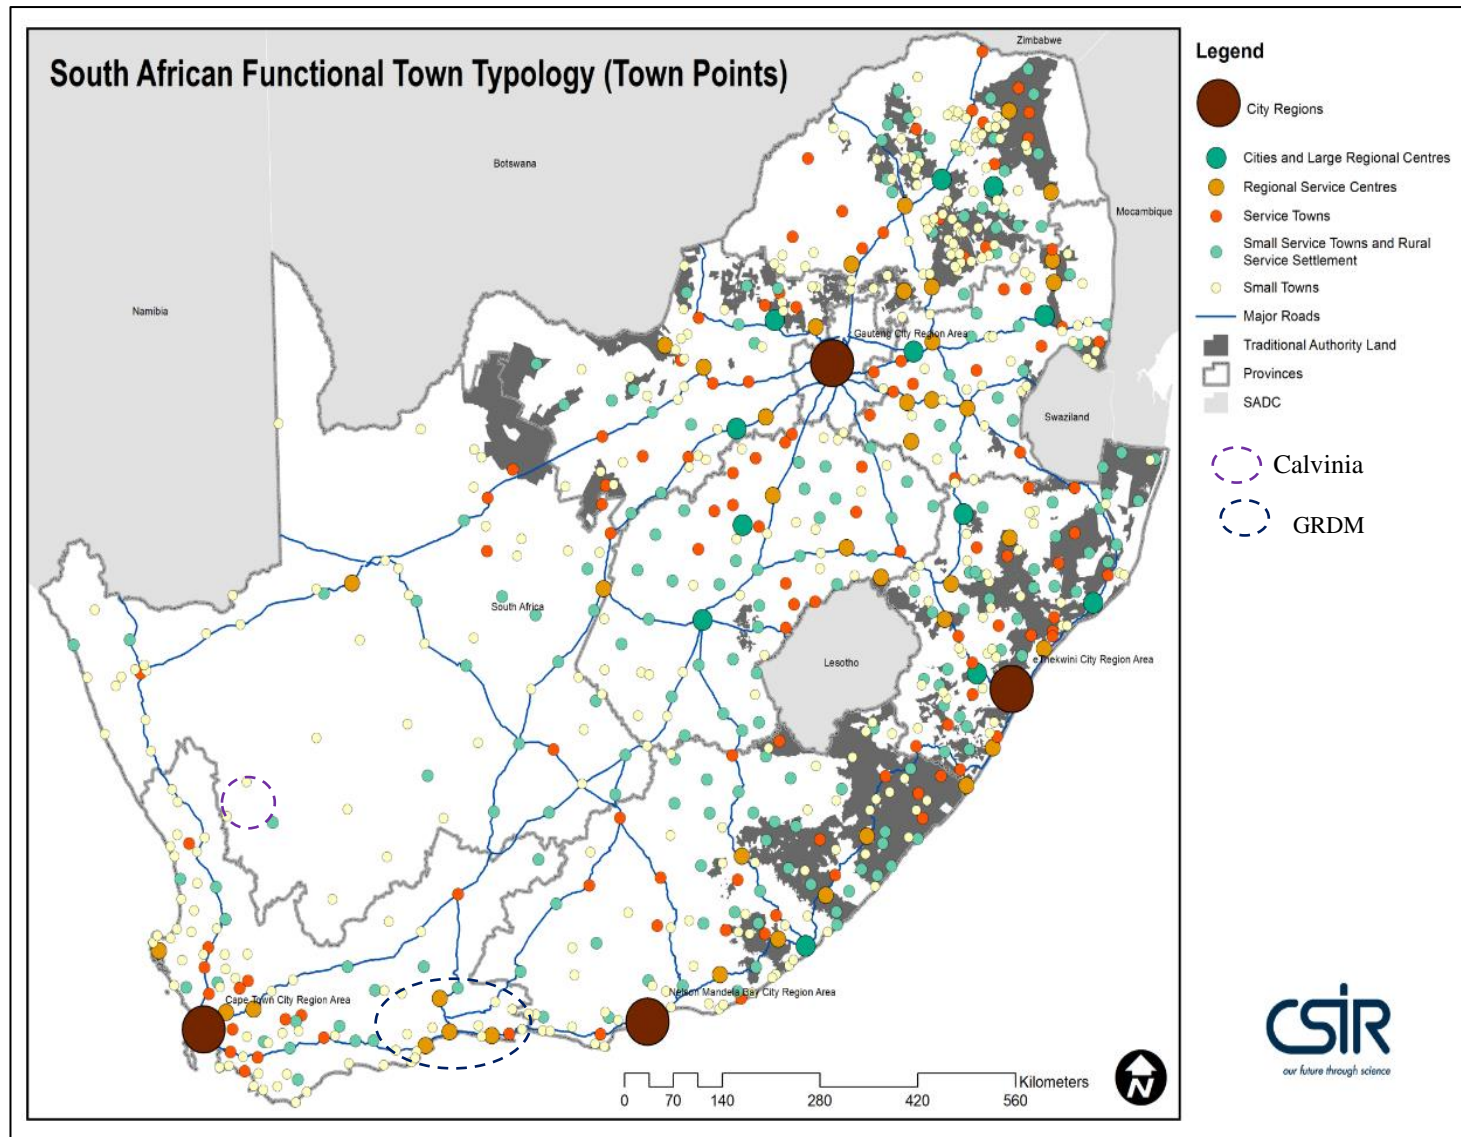 South African Functional Town Typology (Town Points)
Zimbabwe
Botswana
Mocambique
Namibia
Gauteng City Region Area
Swaziland
South Africa
Lesotho
eThekwini City Region Area
Nelson Mandela Bay City Region Area
Cape Town City Region Area
Kilometers
0 70 140 280 420 560
N
Legend
City Regions
Cities and Large Regional Centres
Regional Service Centres
Service Towns
Small Service Towns and Rural
Service Settlement
Small Towns
Major Roads
Traditional Authority Land
Provinces
SADC
Calvinia
GRDM
CSIR
our future through science